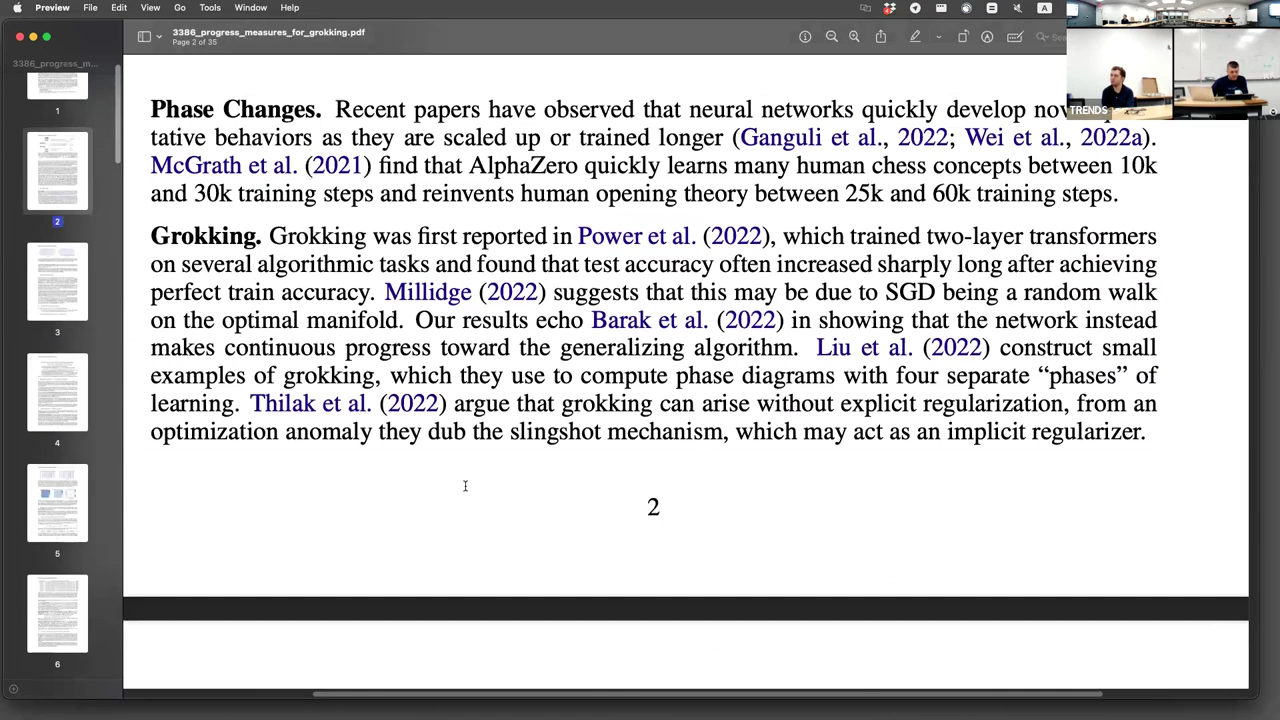 Preview File Edit View Go Tools Window Help
3386_progress_measures_for_grokking.pdf
Page 2 of 35
3386_progress_m...
1
2
3
4
5
6
TRENDS
Phase Changes. Recent papers have observed that neural networks quickly develop
tative behaviors as they are scaled up or trained longer (Ganguli et al., 2022; Wei et al., 2022a).
McGrath et al. (2021) find that AlphaZero quickly learns many human chess concepts between 10k
and 30k training steps and reinvents human opening theory between 25k and 60k training steps.
Grokking. Grokking was first reported in Power et al. (2022), which trained two-layer transformers
on several algorithmic tasks and found that test accuracy often increased sharply long after achieving
perfect train accuracy. Millidge (2022) suggests that this may be due to SGD being a random walk
on the optimal manifold. Our results echo Barak et al. (2022) in showing that the network instead
makes continuous progress toward the generalizing algorithm. Liu et al. (2022) construct small
examples of grokking, which they use to compute phase diagrams with four separate “phases” of
learning. Thilak et al. (2022) argue that grokking can arise without explicit regularization, from an
optimization anomaly they dub the slingshot mechanism, which may act as an implicit regularizer.
2